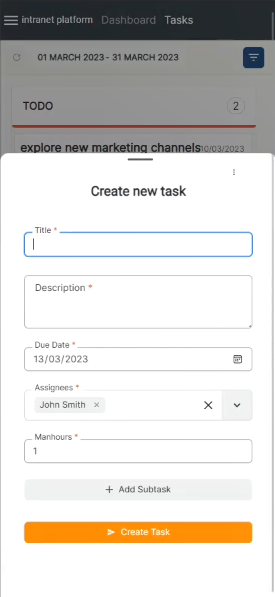 intranet platform Dashboard Tasks
01 MARCH 2023 - 31 MARCH 2023
TODO 2
explore new marketing channels 10/03/2023
Create new task
Title *
Description *
Due Date *
13/03/2023
Assignees *
John Smith ×
Manhours *
1
+ Add Subtask
Create Task